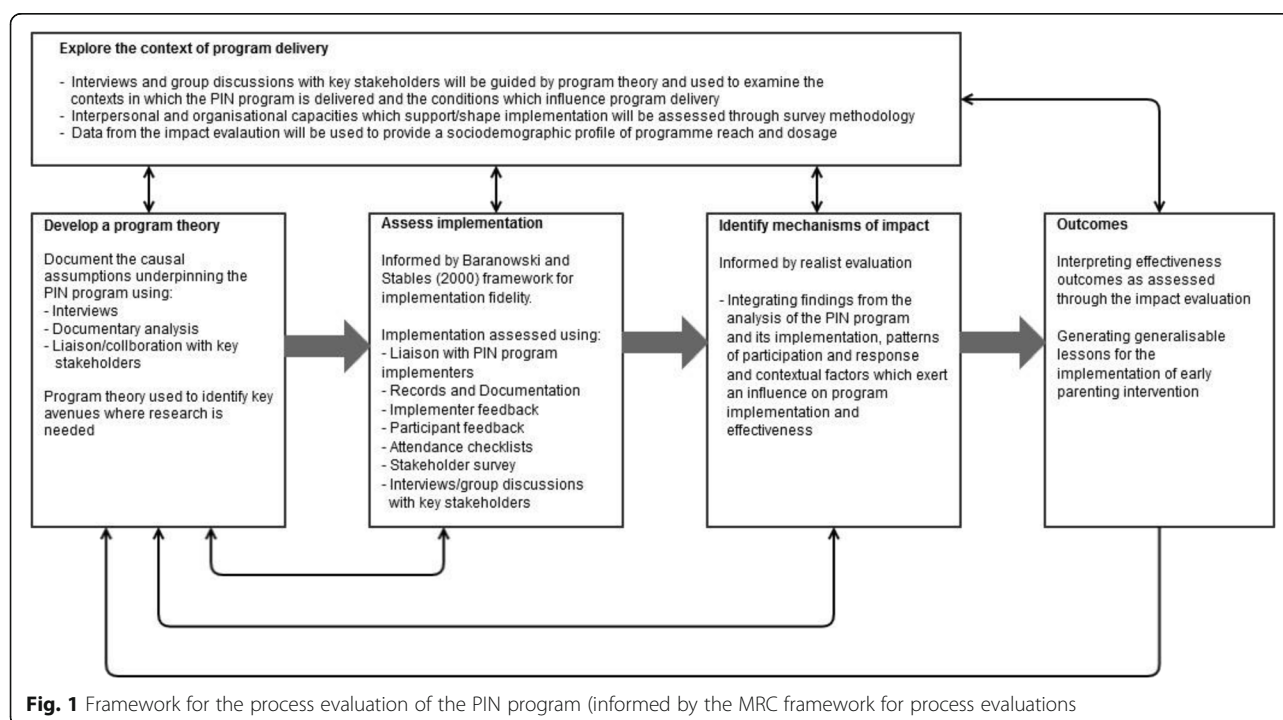 Explore the context of program delivery
- Interviews and group discussions with key stakeholders will be guided by program theory and used to examine the
contexts in which the PIN program is delivered and the conditions which influence program delivery
- Interpersonal and organisational capacities which support/shape implementation will be assessed through survey methodology
- Data from the impact evalaution will be used to provide a sociodemographic profile of programme reach and dosage
Develop a program theory
Document the causal
assumptions underpinning the
PIN program using:
- Interviews
- Documentary analysis
- Liaison/collboration with key
stakeholders
Program theory used to identify key
avenues where research is
needed
Assess implementation
Informed by Baranowski and
Stables (2000) framework for
implementation fidelity.
Implementation assessed using:
- Liaison with PIN program
implementers
- Records and Documentation
- Implementer feedback
- Participant feedback
- Attendance checklists
- Stakeholder survey
- Interviews/group discussions
with key stakeholders
Identify mechanisms of impact
Informed by realist evaluation
- Integrating findings from the
analysis of the PIN program
and its implementation, patterns
of participation and response
and contextual factors which exert
an influence on program
implementation and
effectiveness
Outcomes
Interpreting effectiveness
outcomes as assessed
through the impact evaluation
Generating generalisable
lessons for the
implementation of early
parenting intervention
Fig. 1 Framework for the process evaluation of the PIN program (informed by the MRC framework for process evaluations